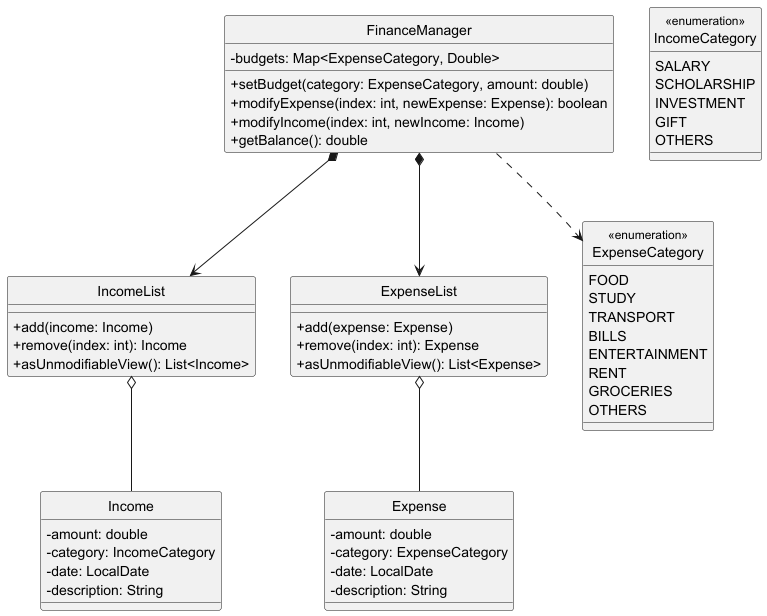 FinanceManager
-budgets: Map<ExpenseCategory, Double>
+setBudget(category: ExpenseCategory, amount: double)
+modifyExpense(index: int, newExpense: Expense): boolean
+modifyIncome(index: int, newIncome: Income)
+getBalance(): double
«enumeration»
IncomeCategory
SALARY
SCHOLARSHIP
INVESTMENT
GIFT
OTHERS
IncomeList
+add(income: Income)
+remove(index: int): Income
+asUnmodifiableView(): List<Income>
ExpenseList
+add(expense: Expense)
+remove(index: int): Expense
+asUnmodifiableView(): List<Expense>
«enumeration»
ExpenseCategory
FOOD
STUDY
TRANSPORT
BILLS
ENTERTAINMENT
RENT
GROCERIES
OTHERS
Income
-amount: double
-category: IncomeCategory
-date: LocalDate
-description: String
Expense
-amount: double
-category: ExpenseCategory
-date: LocalDate
-description: String